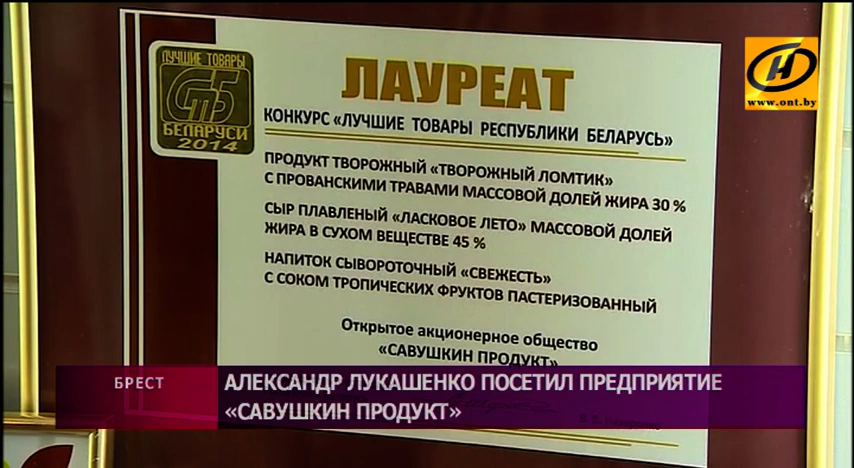 ЛУЧШИЕ ТОВАРЫ
СТБ
БЕЛАРУСИ
2014
ЛАУРЕАТ
КОНКУРС «ЛУЧШИЕ ТОВАРЫ РЕСПУБЛИКИ БЕЛАРУСЬ»
ПРОДУКТ ТВОРОЖНЫЙ «ТВОРОЖНЫЙ ЛОМТИК»
С ПРОВАНСКИМИ ТРАВАМИ МАССОВОЙ ДОЛЕЙ ЖИРА 30 %
СЫР ПЛАВЛЕНЫЙ «ЛАСКОВОЕ ЛЕТО» МАССОВОЙ ДОЛЕЙ
ЖИРА В СУХОМ ВЕЩЕСТВЕ 45 %
НАПИТОК СЫВОРОТОЧНЫЙ «СВЕЖЕСТЬ»
С СОКОМ ТРОПИЧЕСКИХ ФРУКТОВ ПАСТЕРИЗОВАННЫЙ
Открытое акционерное общество
«САВУШКИН ПРОДУКТ»
www.ont.by
БРЕСТ
АЛЕКСАНДР ЛУКАШЕНКО ПОСЕТИЛ ПРЕДПРИЯТИЕ
«САВУШКИН ПРОДУКТ»